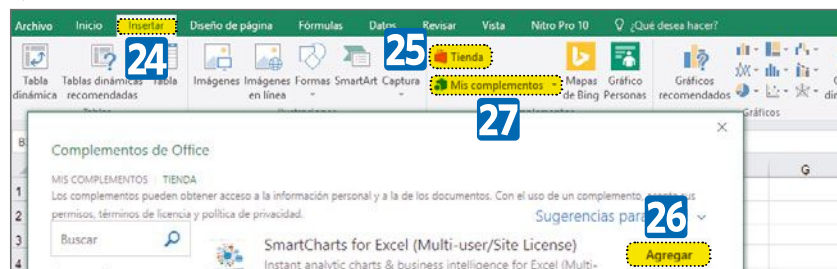 Archivo Inicio Insertar Diseño de página Fórmulas Datos Revisar Vista Nitro Pro 10 ¿Qué desea hacer?
24
25
Tienda
Mis complementos
27
Tabla dinámica
Tablas dinámicas recomendadas
Tabla
Imágenes
Imágenes en línea
Formas
SmartArt
Captura
Mapas de Bing
Gráfico Personas
Gráficos recomendados
Gráficos
G
1
2
3
4
Complementos de Office
MIS COMPLEMENTOS TIENDA
Los complementos pueden obtener acceso a la información personal y a la de los documentos. Con el uso de un complemento, acepta sus
permisos, términos de licencia y política de privacidad.
Sugerencias para
26
Buscar
SmartCharts for Excel (Multi-user/Site License)
Agregar
Instant analytic charts & business intelligence for Excel (Multi-